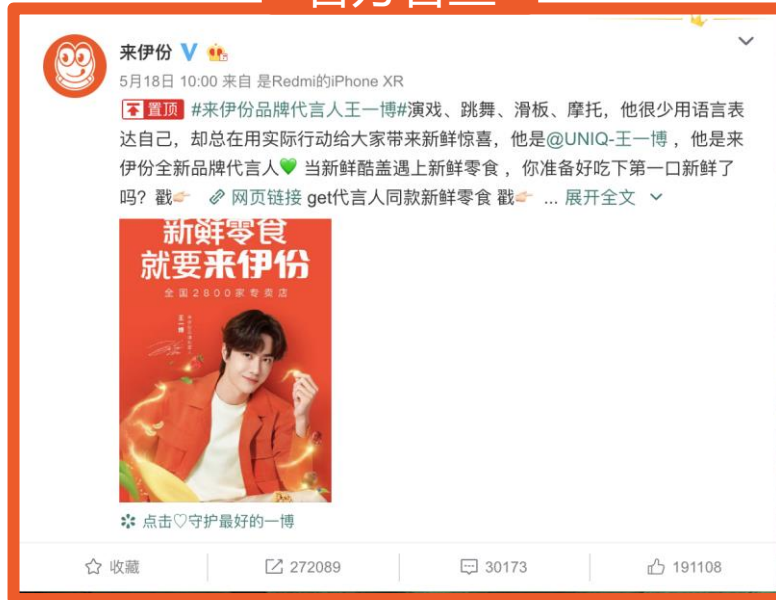 来伊份
5月18日 10:00 来自 是Redmi的iPhone XR
置顶 #来伊份品牌代言人王一博#演戏、跳舞、滑板、摩托，他很少用语言表
达自己，却总在用实际行动给大家带来新鲜惊喜，他是@UNIQ-王一博 ，他是来
伊份全新品牌代言人💚 当新鲜酷盖遇上新鲜零食 ，你准备好吃下第一口新鲜了
吗？戳👉🏻 网页链接 get代言人同款新鲜零食 戳👉🏻 ... 展开全文
新鲜零食
就要来伊份
全国2800家专卖店
王一博
点击♡守护最好的一博
收藏
272089
30173
191108